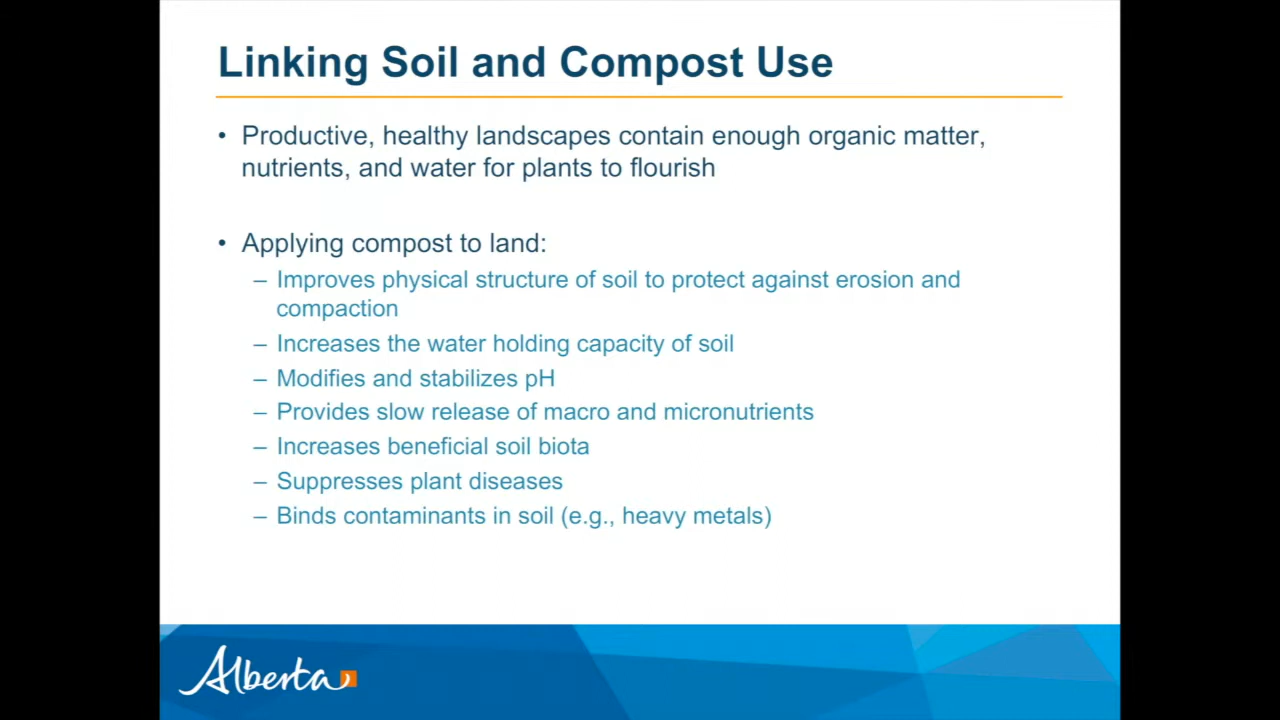 Linking Soil and Compost Use
• Productive, healthy landscapes contain enough organic matter,
nutrients, and water for plants to flourish
• Applying compost to land:
– Improves physical structure of soil to protect against erosion and
compaction
– Increases the water holding capacity of soil
– Modifies and stabilizes pH
– Provides slow release of macro and micronutrients
– Increases beneficial soil biota
– Suppresses plant diseases
– Binds contaminants in soil (e.g., heavy metals)
Alberta